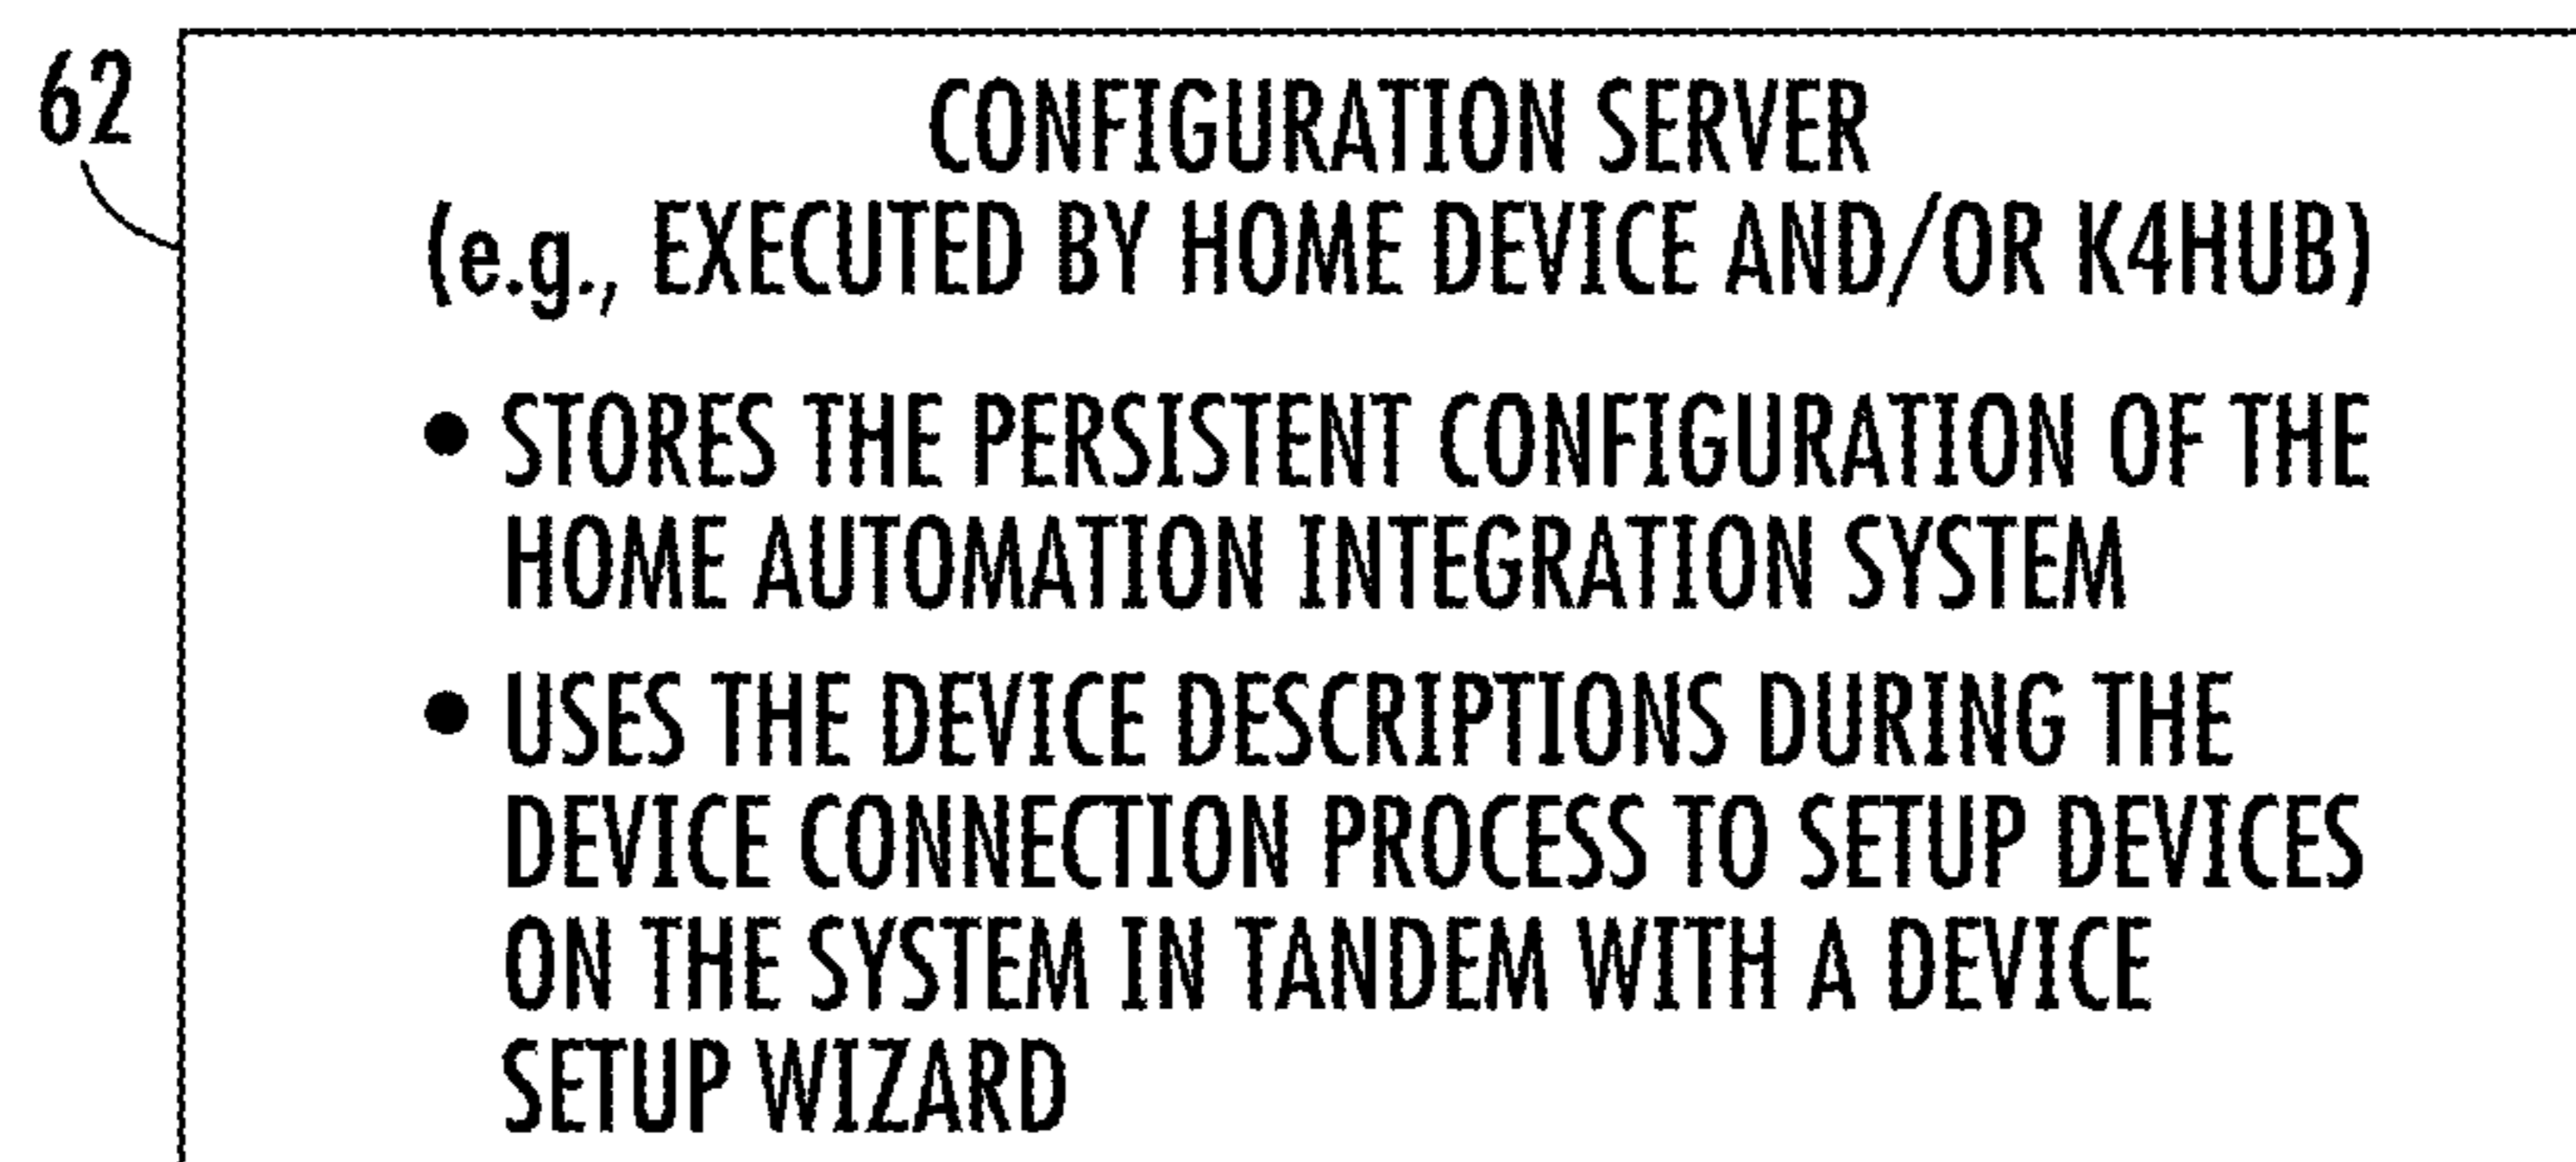 62
CONFIGURATION SERVER
(e.g., EXECUTED BY HOME DEVICE AND/OR K4HUB)
• STORES THE PERSISTENT CONFIGURATION OF THE
HOME AUTOMATION INTEGRATION SYSTEM
• USES THE DEVICE DESCRIPTIONS DURING THE
DEVICE CONNECTION PROCESS TO SETUP DEVICES
ON THE SYSTEM IN TANDEM WITH A DEVICE
SETUP WIZARD